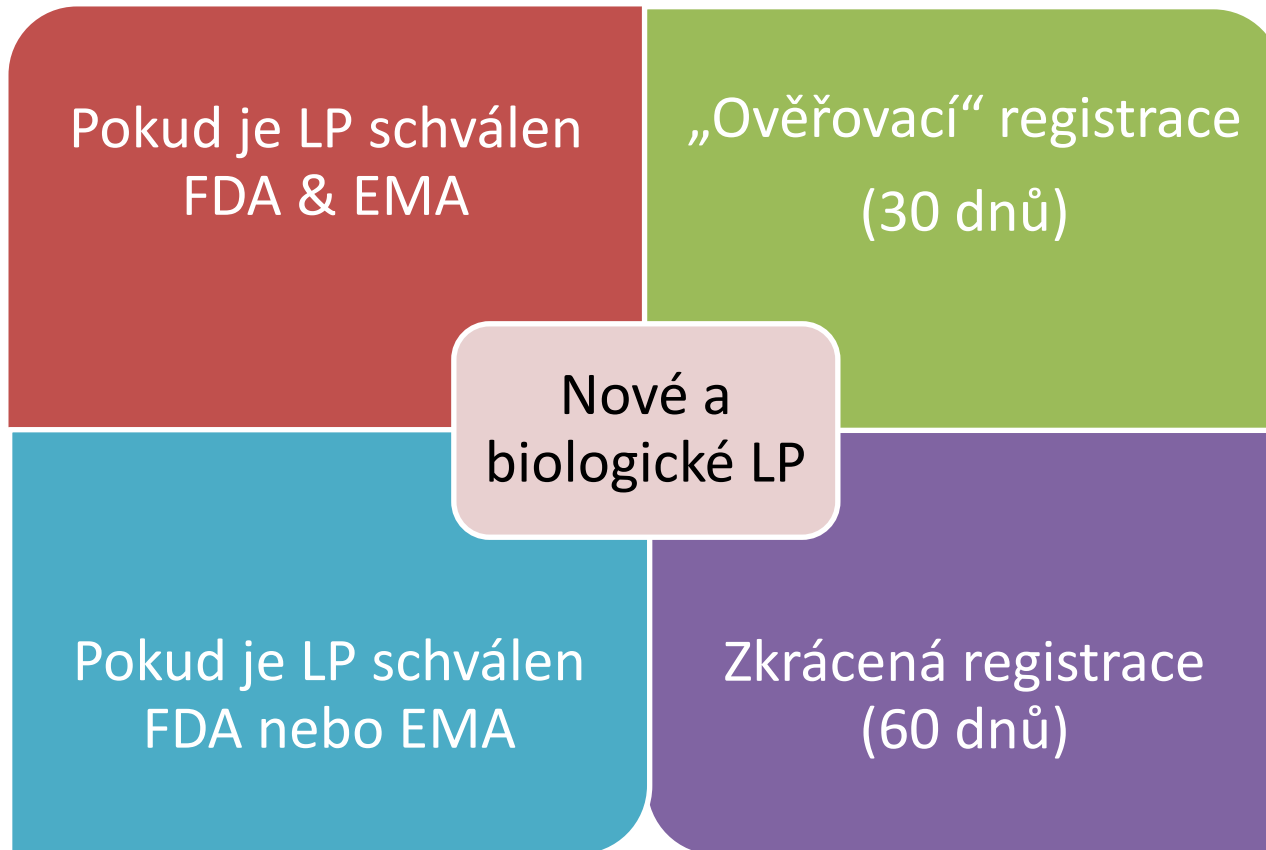 Pokud je LP schválen
FDA & EMA
„Ověřovací“ registrace
(30 dnů)
Nové a
biologické LP
Pokud je LP schválen
FDA nebo EMA
Zkrácená registrace
(60 dnů)